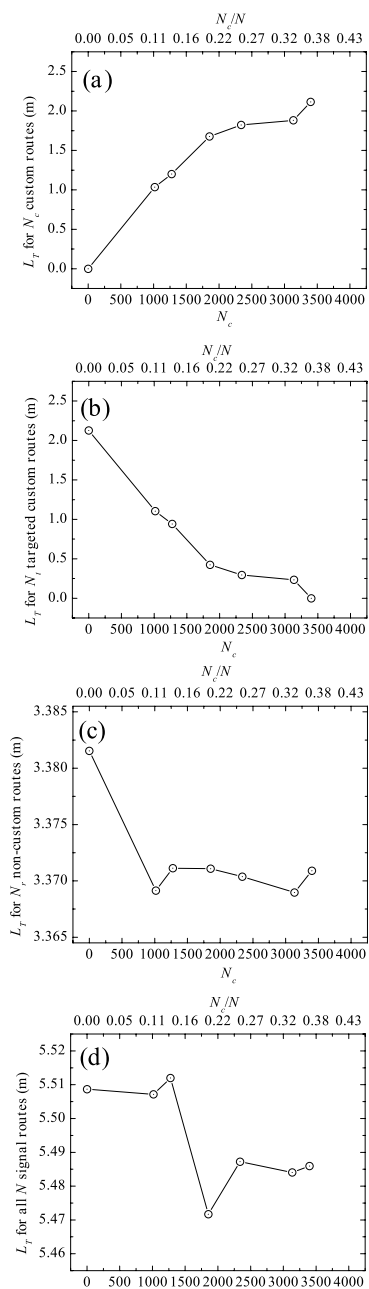 N_c/N
0.00 0.05 0.11 0.16 0.22 0.27 0.32 0.38 0.43
(a)
2.5
2.0
1.5
1.0
0.5
0.0
L_T for N_c custom routes (m)
0 500 1000 1500 2000 2500 3000 3500 4000
N_c
N_c/N
0.00 0.05 0.11 0.16 0.22 0.27 0.32 0.38 0.43
(b)
2.5
2.0
1.5
1.0
0.5
0.0
L_T for N_t targeted custom routes (m)
0 500 1000 1500 2000 2500 3000 3500 4000
N_c
N_c/N
0.00 0.05 0.11 0.16 0.22 0.27 0.32 0.38 0.43
3.385
(c)
3.380
3.375
3.370
3.365
L_T for N_r non-custom routes (m)
0 500 1000 1500 2000 2500 3000 3500 4000
N_c
N_c/N
0.00 0.05 0.11 0.16 0.22 0.27 0.32 0.38 0.43
(d)
5.52
5.51
5.50
5.49
5.48
5.47
5.46
L_T for all N signal routes (m)
0 500 1000 1500 2000 2500 3000 3500 4000